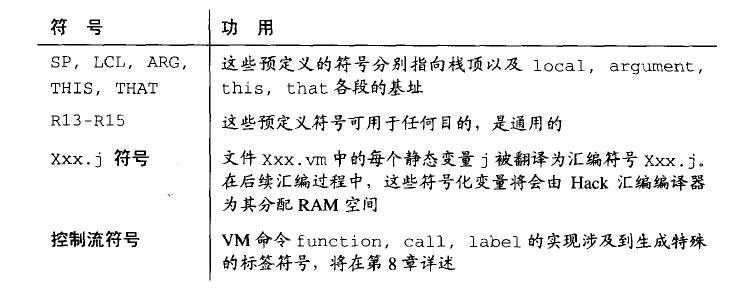 符 号 功 用
SP, LCL, ARG, 这些预定义的符号分别指向栈顶以及 local, argument,
THIS, THAT this, that 各段的基址
R13-R15 这些预定义符号可用于任何目的，是通用的
Xxx.j 符号 文件 Xxx.vm 中的每个静态变量 j 被翻译为汇编符号 Xxx.j。
在后续汇编过程中，这些符号化变量将会由 Hack 汇编编译器
为其分配 RAM 空间
控制流符号 VM 命令 function, call, label 的实现涉及到生成特殊
的标签符号，将在第 8 章详述